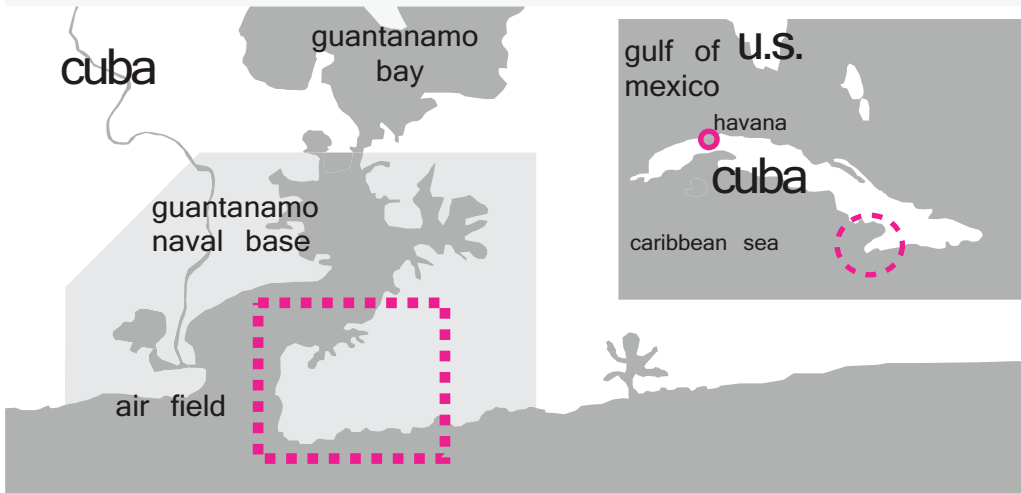 cuba
guantanamo
bay
guantanamo
naval base
air field
gulf of
mexico
u.s.
havana
cuba
caribbean sea